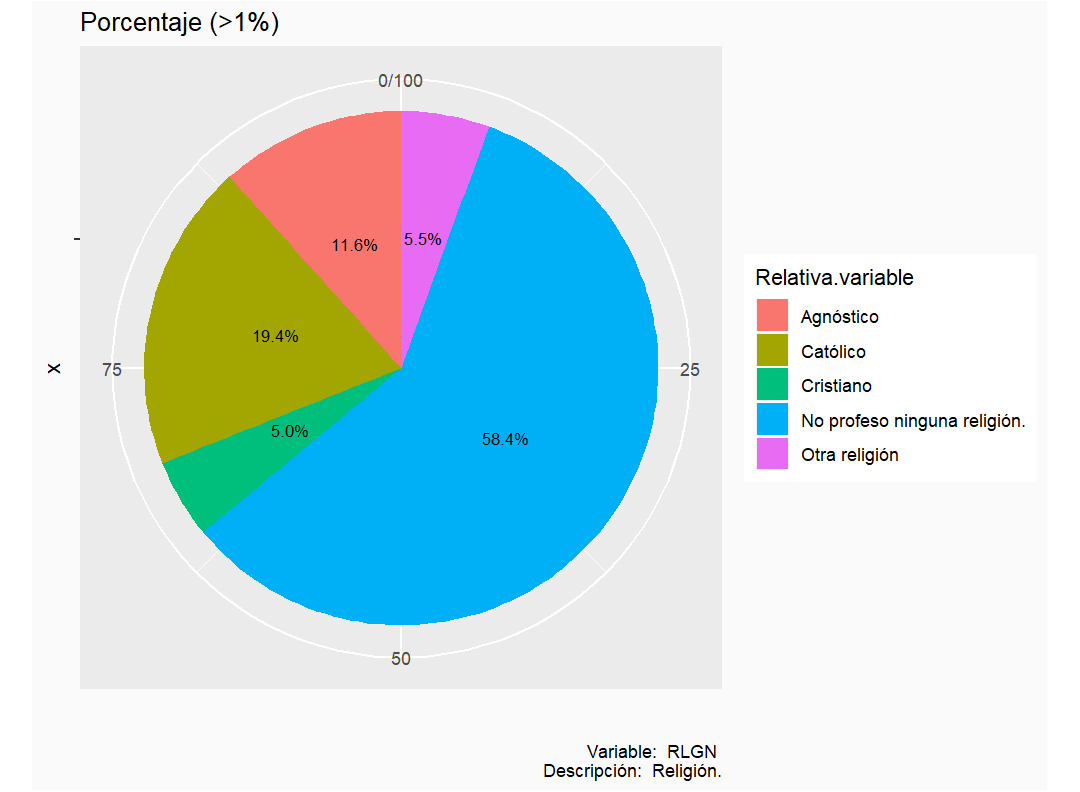 Porcentaje (>1%)
0/100
11.6%
5.5%
19.4%
75
25
5.0%
58.4%
50
x
Relativa.variable
Agnóstico
Católico
Cristiano
No profeso ninguna religión.
Otra religión
Variable:  RLGN
Descripción:  Religión.